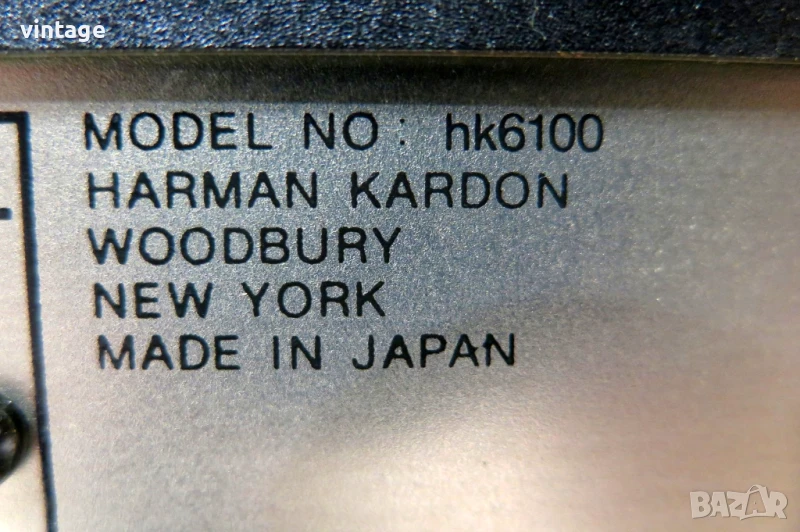 vintage
MODEL NO : hk6100
HARMAN KARDON
WOODBURY
NEW YORK
MADE IN JAPAN
BAZAR